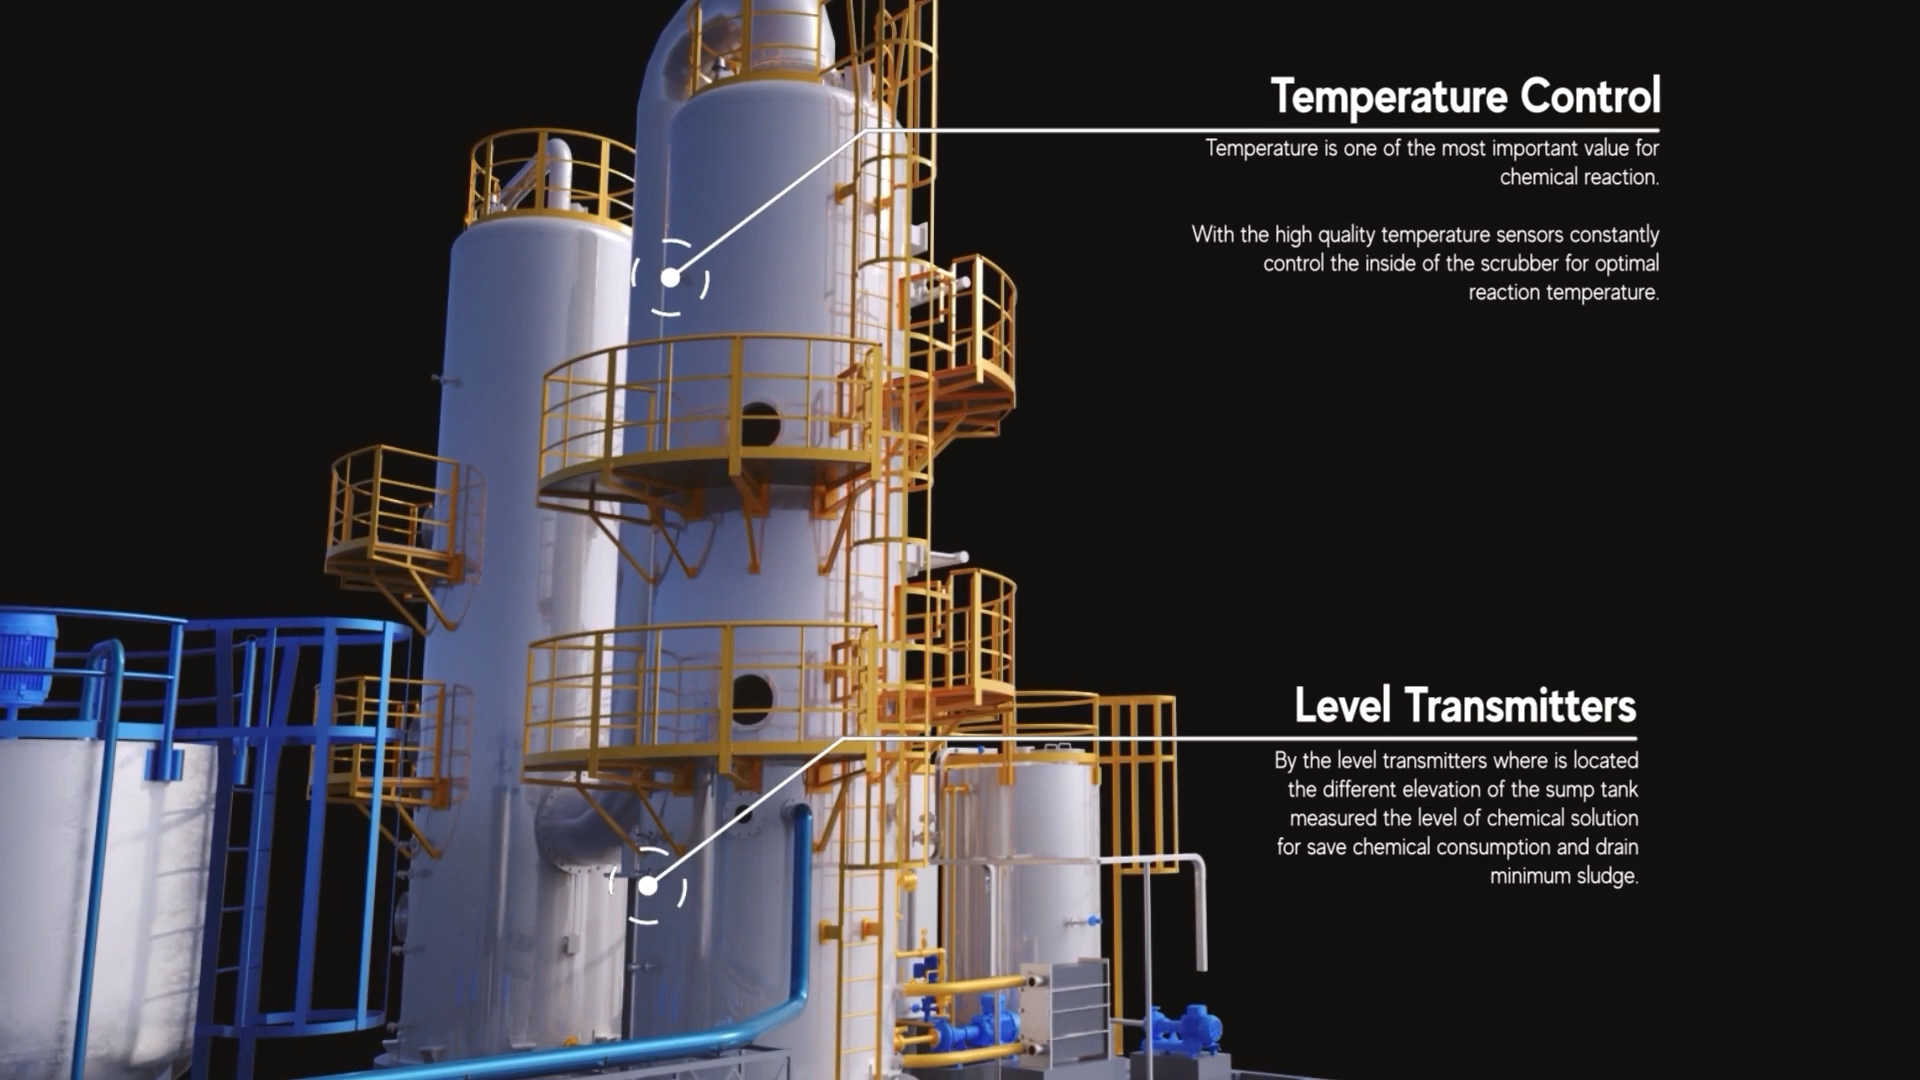 Temperature Control
Temperature is one of the most important value for
chemical reaction.
With the high quality temperature sensors constantly
control the inside of the scrubber for optimal
reaction temperature.
Level Transmitters
By the level transmitters where is located
the different elevation of the sump tank
measured the level of chemical solution
for save chemical consumption and drain
minimum sludge.